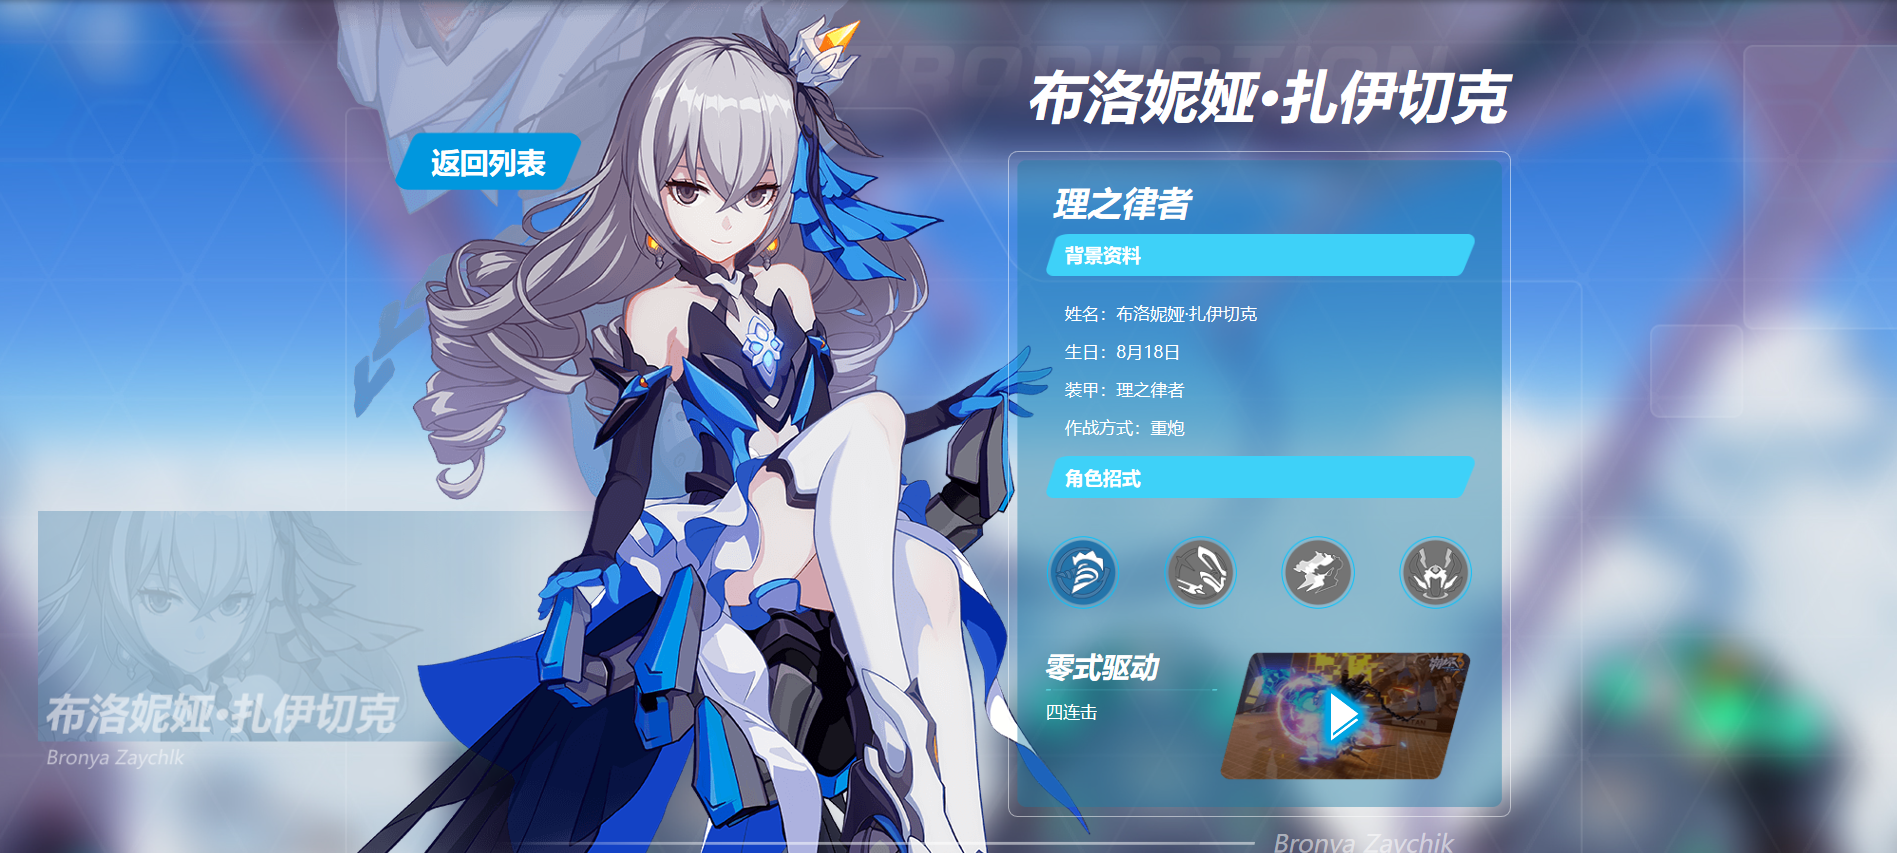 INTRODUCTION
布洛妮娅·扎伊切克
返回列表
理之律者
背景资料
姓名：布洛妮娅·扎伊切克
生日：8月18日
装甲：理之律者
作战方式：重炮
角色招式
零式驱动
四连击
布洛妮娅·扎伊切克
Bronya Zaychik
Bronya Zaychik